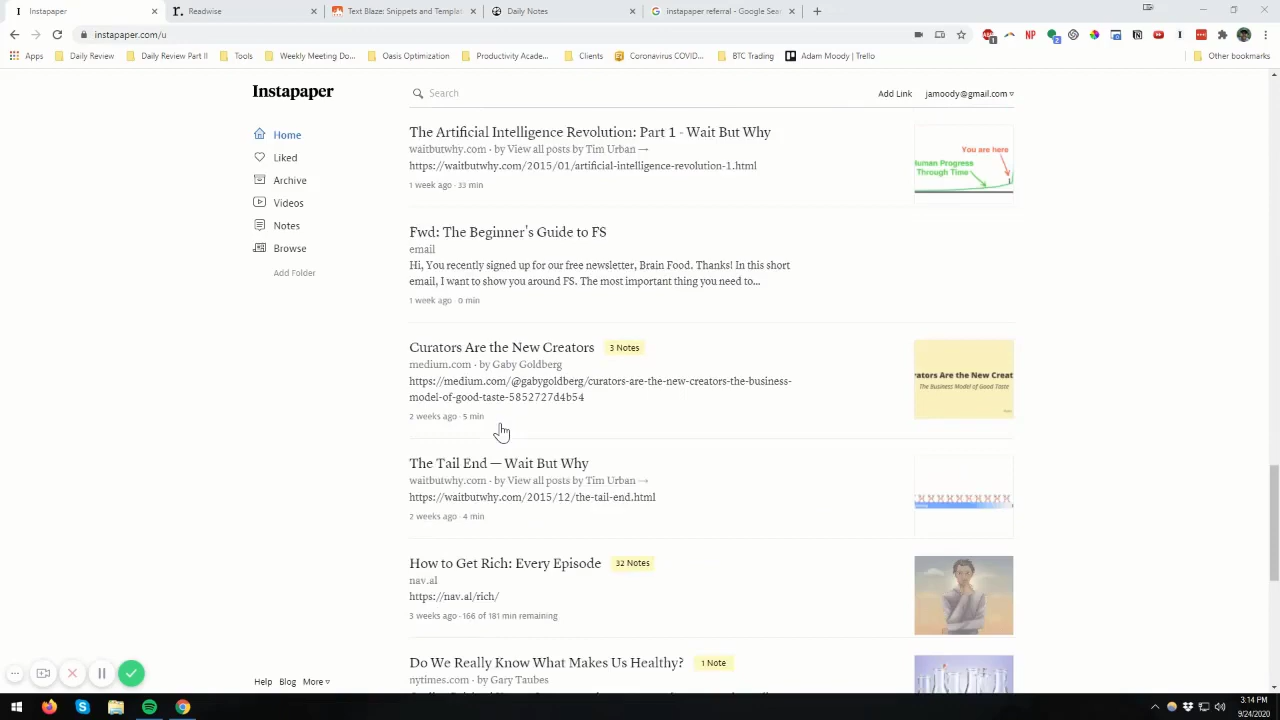 Instapaper
Readwise
Text Blaze: Snippets and Templat
Daily Notes
instapaper referral - Google Sea
instapaper.com/u
Apps
Daily Review
Daily Review Part II
Tools
Weekly Meeting Do...
Oasis Optimization
Productivity Academy...
Clients
Coronavirus COVID...
BTC Trading
Adam Moody | Trello
Other bookmarks
Instapaper
Search
Add Link
jamoody@gmail.com
Home
Liked
Archive
Videos
Notes
Browse
Add Folder
The Artificial Intelligence Revolution: Part 1 - Wait But Why
waitbutwhy.com · by View all posts by Tim Urban →
https://waitbutwhy.com/2015/01/artificial-intelligence-revolution-1.html
1 week ago · 33 min
You are here
Human Progress
Through Time
Fwd: The Beginner's Guide to FS
email
Hi, You recently signed up for our free newsletter, Brain Food. Thanks! In this short
email, I want to show you around FS. The most important thing you need to...
1 week ago · 0 min
Curators Are the New Creators 3 Notes
medium.com · by Gaby Goldberg
https://medium.com/@gabygoldberg/curators-are-the-new-creators-the-business-
model-of-good-taste-5852727d4b54
2 weeks ago · 5 min
rators Are the New Creat
The Business Model of Good Taste
The Tail End — Wait But Why
waitbutwhy.com · by View all posts by Tim Urban →
https://waitbutwhy.com/2015/12/the-tail-end.html
2 weeks ago · 4 min
How to Get Rich: Every Episode 32 Notes
nav.al
https://nav.al/rich/
3 weeks ago · 166 of 181 min remaining
Do We Really Know What Makes Us Healthy? 1 Note
nytimes.com · by Gary Taubes
Help Blog More
3:14 PM
9/24/2020